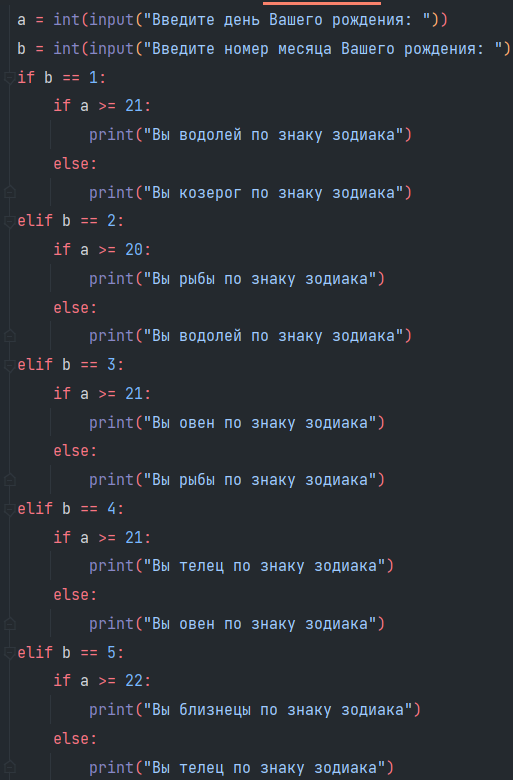 a = int(input("Введите день Вашего рождения: "))
b = int(input("Введите номер месяца Вашего рождения: ")
if b == 1:
    if a >= 21:
        print("Вы водолей по знаку зодиака")
    else:
        print("Вы козерог по знаку зодиака")
elif b == 2:
    if a >= 20:
        print("Вы рыбы по знаку зодиака")
    else:
        print("Вы водолей по знаку зодиака")
elif b == 3:
    if a >= 21:
        print("Вы овен по знаку зодиака")
    else:
        print("Вы рыбы по знаку зодиака")
elif b == 4:
    if a >= 21:
        print("Вы телец по знаку зодиака")
    else:
        print("Вы овен по знаку зодиака")
elif b == 5:
    if a >= 22:
        print("Вы близнецы по знаку зодиака")
    else:
        print("Вы телец по знаку зодиака")